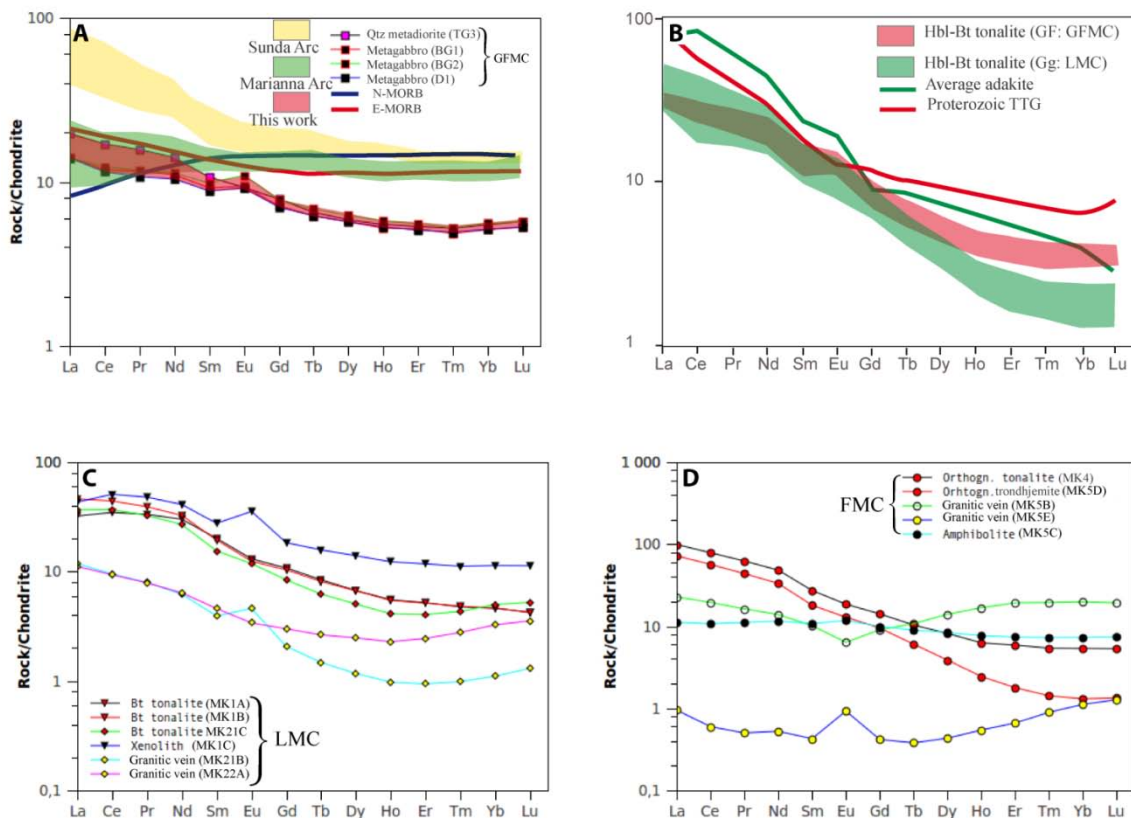 A
100
10
1
Rock/Chondrite
Sunda Arc
Marianna Arc
This work
Qtz metadiorite (TG3)
Metagabbro (BG1)
Metagabbro (BG2)
Metagabbro (D1)
GFMC
N-MORB
E-MORB
La Ce Pr Nd Sm Eu Gd Tb Dy Ho Er Tm Yb Lu
B
100
10
1
Rock/Chondrite
Hbl-Bt tonalite (GF: GFMC)
Hbl-Bt tonalite (Gg: LMC)
Average adakite
Proterozoic TTG
La Ce Pr Nd Sm Eu Gd Tb Dy Ho Er Tm Yb Lu
C
100
10
1
0,1
Rock/Chondrite
Bt tonalite (MK1A)
Bt tonalite (MK1B)
Bt tonalite MK21C
Xenolith (MK1C)
Granitic vein (MK21B)
Granitic vein (MK22A)
LMC
La Ce Pr Nd Sm Eu Gd Tb Dy Ho Er Tm Yb Lu
D
1 000
100
10
1
0,1
Rock/Chondrite
FMC
Orthogn. tonalite (MK4)
Orhtogn.trondhjemite (MK5D)
Granitic vein (MK5B)
Granitic vein (MK5E)
Amphibolite (MK5C)
La Ce Pr Nd Sm Eu Gd Tb Dy Ho Er Tm Yb Lu